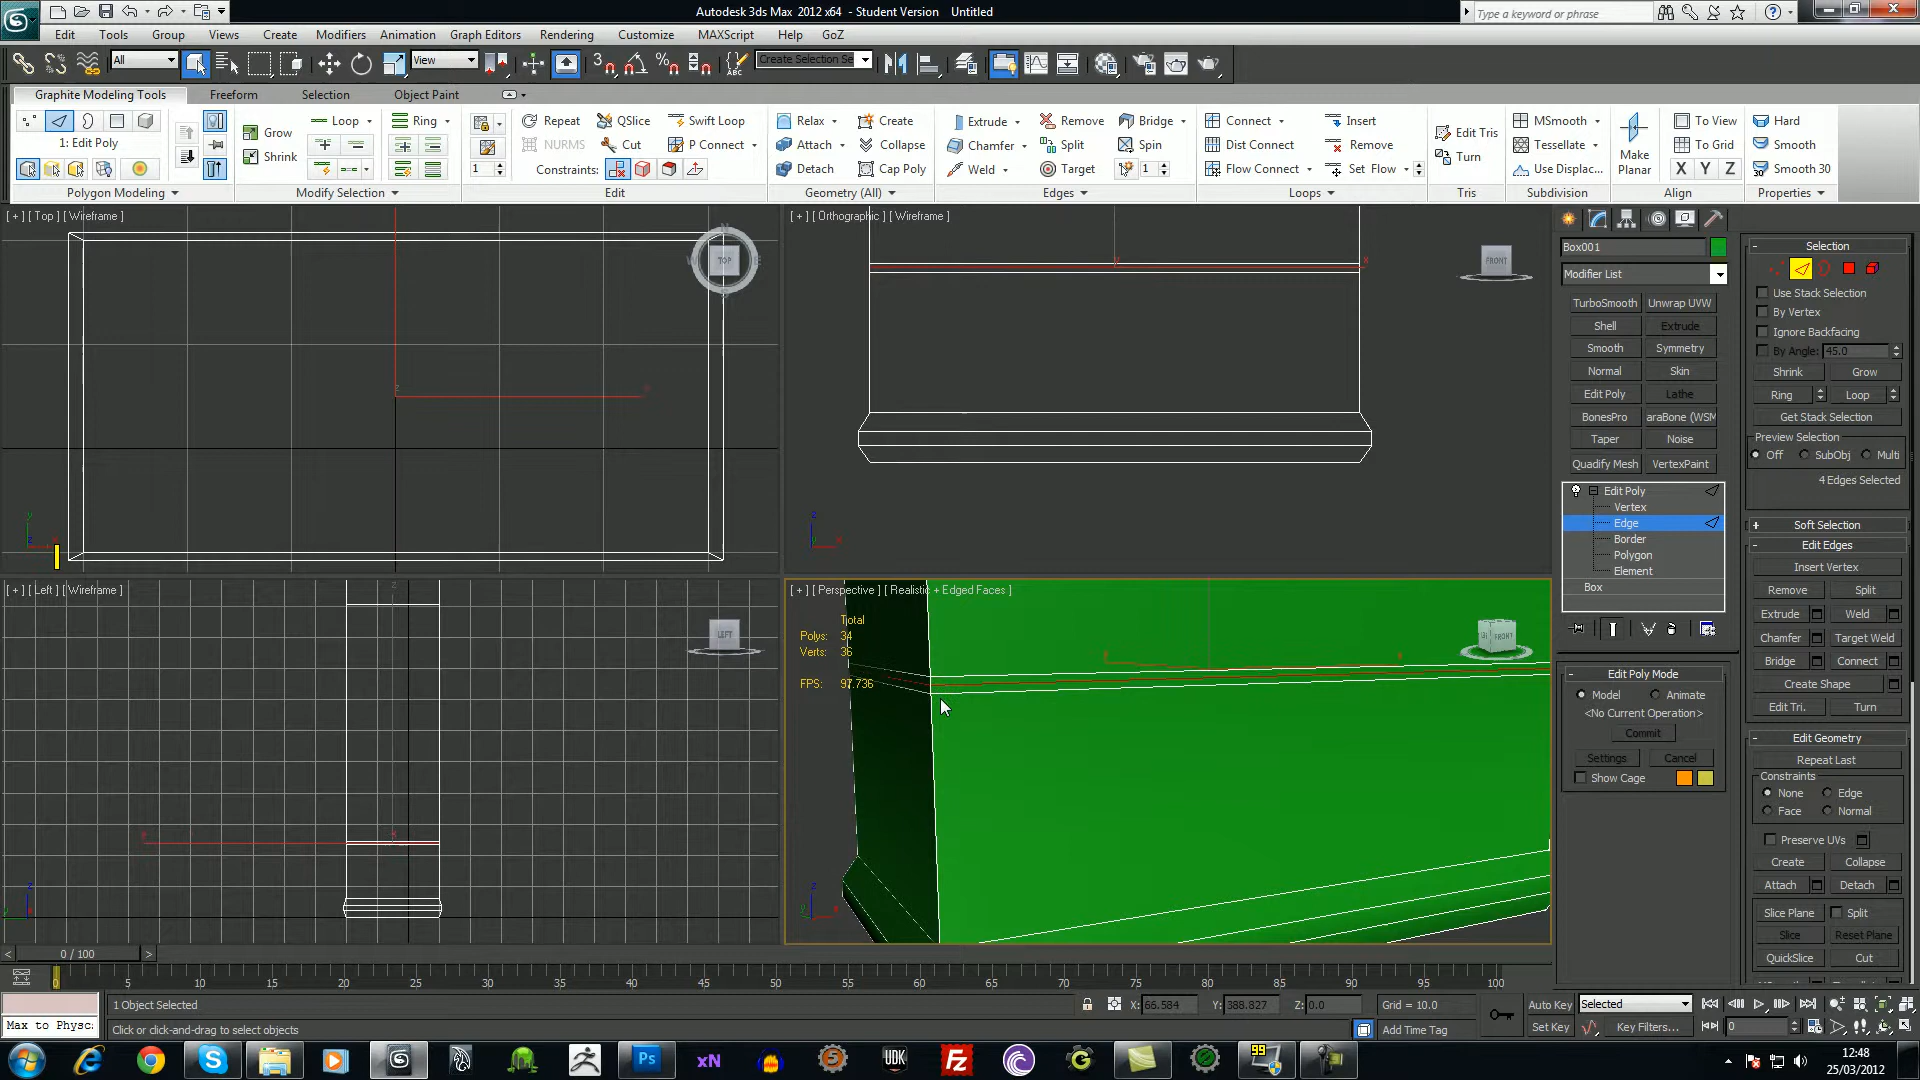 Autodesk 3ds Max 2012 x64 - Student Version Untitled
Type a keyword or phrase
Edit Tools Group Views Create Modifiers Animation Graph Editors Rendering Customize MAXScript Help GoZ
All View Create Selection Se
Graphite Modeling Tools Freeform Selection Object Paint
Loop Ring Repeat QSlice Swift Loop Relax Create Extrude Remove Bridge Connect Insert MSmooth To View Hard
Grow Edit Tris
1: Edit Poly NURMS Cut P Connect Attach Collapse Chamfer Split Spin Dist Connect Remove Tessellate To Grid Smooth
Shrink Turn Make Planar
1 Constraints: Detach Cap Poly Weld Target 1 Flow Connect Set Flow Use Displac... X Y Z Smooth 30
Polygon Modeling Modify Selection Edit Geometry (All) Edges Loops Tris Subdivision Align Properties
[ + ] [ Top ] [ Wireframe ]
TOP
[ + ] [ Orthographic ] [ Wireframe ]
FRONT
[ + ] [ Left ] [ Wireframe ]
LEFT
[ + ] [ Perspective ] [ Realistic + Edged Faces ]
Total
Polys: 34
Verts: 36
FPS: 97.736
FRONT
Box001
Modifier List
TurboSmooth Unwrap UVW
Shell Extrude
Smooth Symmetry
Normal Skin
Edit Poly Lathe
BonesPro araBone (WSM
Taper Noise
Quadify Mesh VertexPaint
Edit Poly
Vertex
Edge
Border
Polygon
Element
Box
Edit Poly Mode
Model Animate
<No Current Operation>
Commit
Settings Cancel
Show Cage
Selection
Use Stack Selection
By Vertex
Ignore Backfacing
By Angle: 45.0
Shrink Grow
Ring Loop
Get Stack Selection
Preview Selection
Off SubObj Multi
4 Edges Selected
Soft Selection
Edit Edges
Insert Vertex
Remove Split
Extrude Weld
Chamfer Target Weld
Bridge Connect
Create Shape
Edit Tri. Turn
Edit Geometry
Repeat Last
Constraints
None Edge
Face Normal
Preserve UVs
Create Collapse
Attach Detach
Slice Plane Split
Slice Reset Plane
QuickSlice Cut
0 / 100
0 5 10 15 20 25 30 35 40 45 50 55 60 65 70 75 80 85 90 95 100
1 Object Selected X: 66.584 Y: 388.827 Z: 0.0 Grid = 10.0 Auto Key Selected
Max to Physc: Click or click-and-drag to select objects Add Time Tag Set Key Key Filters... 0
Ps xN UDK Fz 99
12:48
25/03/2012